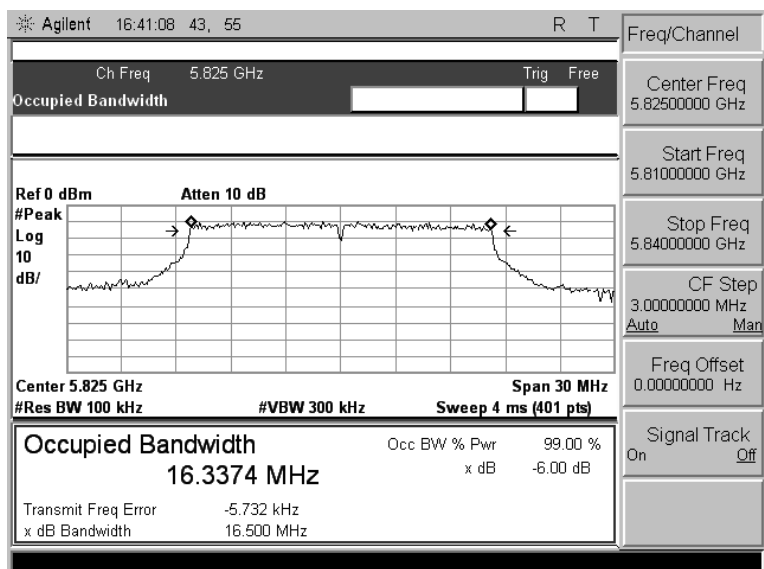 Agilent 16:41:08 43, 55 R T
Freq/Channel
Ch Freq 5.825 GHz Trig Free
Occupied Bandwidth
Center Freq
5.82500000 GHz
Start Freq
5.81000000 GHz
Stop Freq
5.84000000 GHz
CF Step
3.00000000 MHz
Auto Man
Freq Offset
0.00000000 Hz
Signal Track
On Off
Ref 0 dBm Atten 10 dB
#Peak
Log
10
dB/
Center 5.825 GHz Span 30 MHz
#Res BW 100 kHz #VBW 300 kHz Sweep 4 ms (401 pts)
Occupied Bandwidth Occ BW % Pwr 99.00 %
16.3374 MHz x dB -6.00 dB
Transmit Freq Error -5.732 kHz
x dB Bandwidth 16.500 MHz